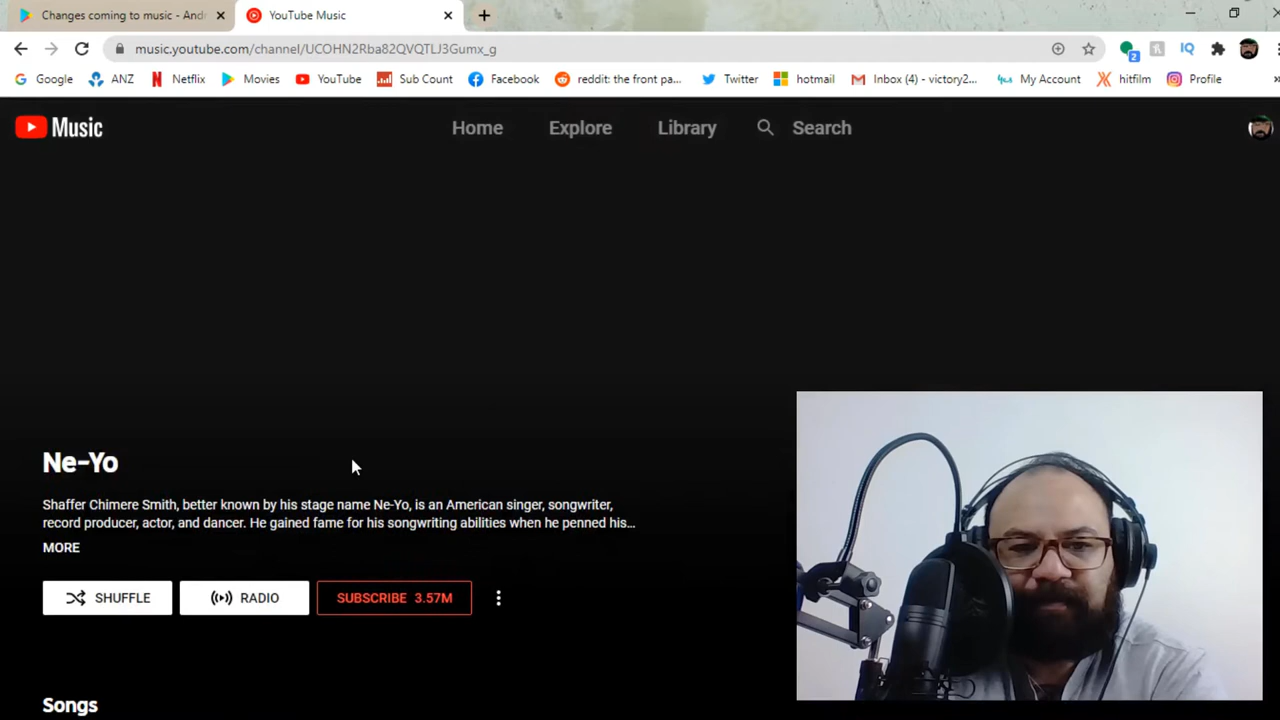 Changes coming to music - Andr
YouTube Music
music.youtube.com/channel/UCOHN2Rba82QVQTLJ3Gumx_g
2
IQ
Google
ANZ
Netflix
Movies
YouTube
Sub Count
Facebook
reddit: the front pa...
Twitter
hotmail
Inbox (4) - victory2...
My Account
hitfilm
Profile
Music
Home
Explore
Library
Search
Ne-Yo
Shaffer Chimere Smith, better known by his stage name Ne-Yo, is an American singer, songwriter,
record producer, actor, and dancer. He gained fame for his songwriting abilities when he penned his...
MORE
SHUFFLE
RADIO
SUBSCRIBE 3.57M
Songs